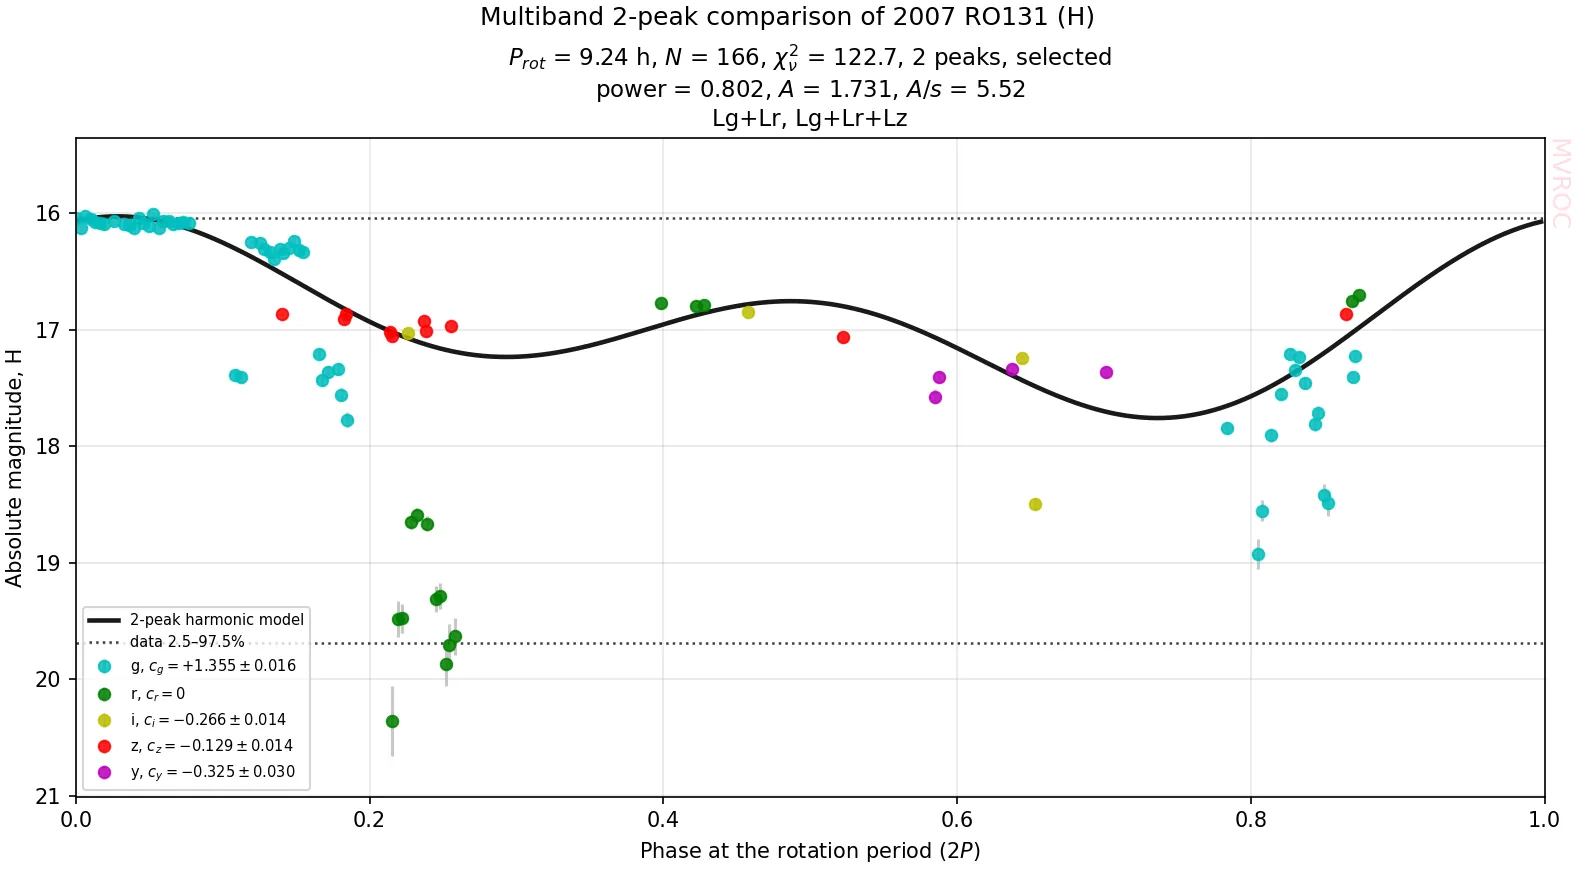 Multiband 2-peak comparison of 2007 RO131 (H)
P_rot = 9.24 h, N = 166, χ²_ν = 122.7, 2 peaks, selected
power = 0.802, A = 1.731, A/s = 5.52
Lg+Lr, Lg+Lr+Lz
MVROC
Absolute magnitude, H
16
17
18
19
20
21
2-peak harmonic model
data 2.5–97.5%
g, c_g = +1.355 ± 0.016
r, c_r = 0
i, c_i = −0.266 ± 0.014
z, c_z = −0.129 ± 0.014
y, c_y = −0.325 ± 0.030
0.0 0.2 0.4 0.6 0.8 1.0
Phase at the rotation period (2P)